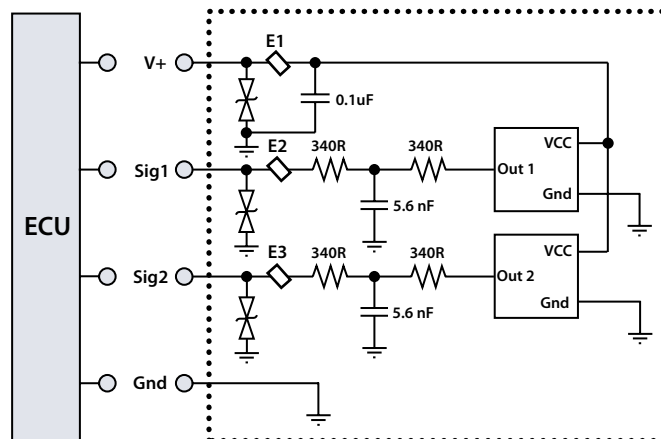 ECU
V+
E1
0.1uF
Sig1
E2
340R
340R
5.6 nF
Out 1
VCC
Gnd
Sig2
E3
340R
340R
5.6 nF
Out 2
VCC
Gnd
Gnd